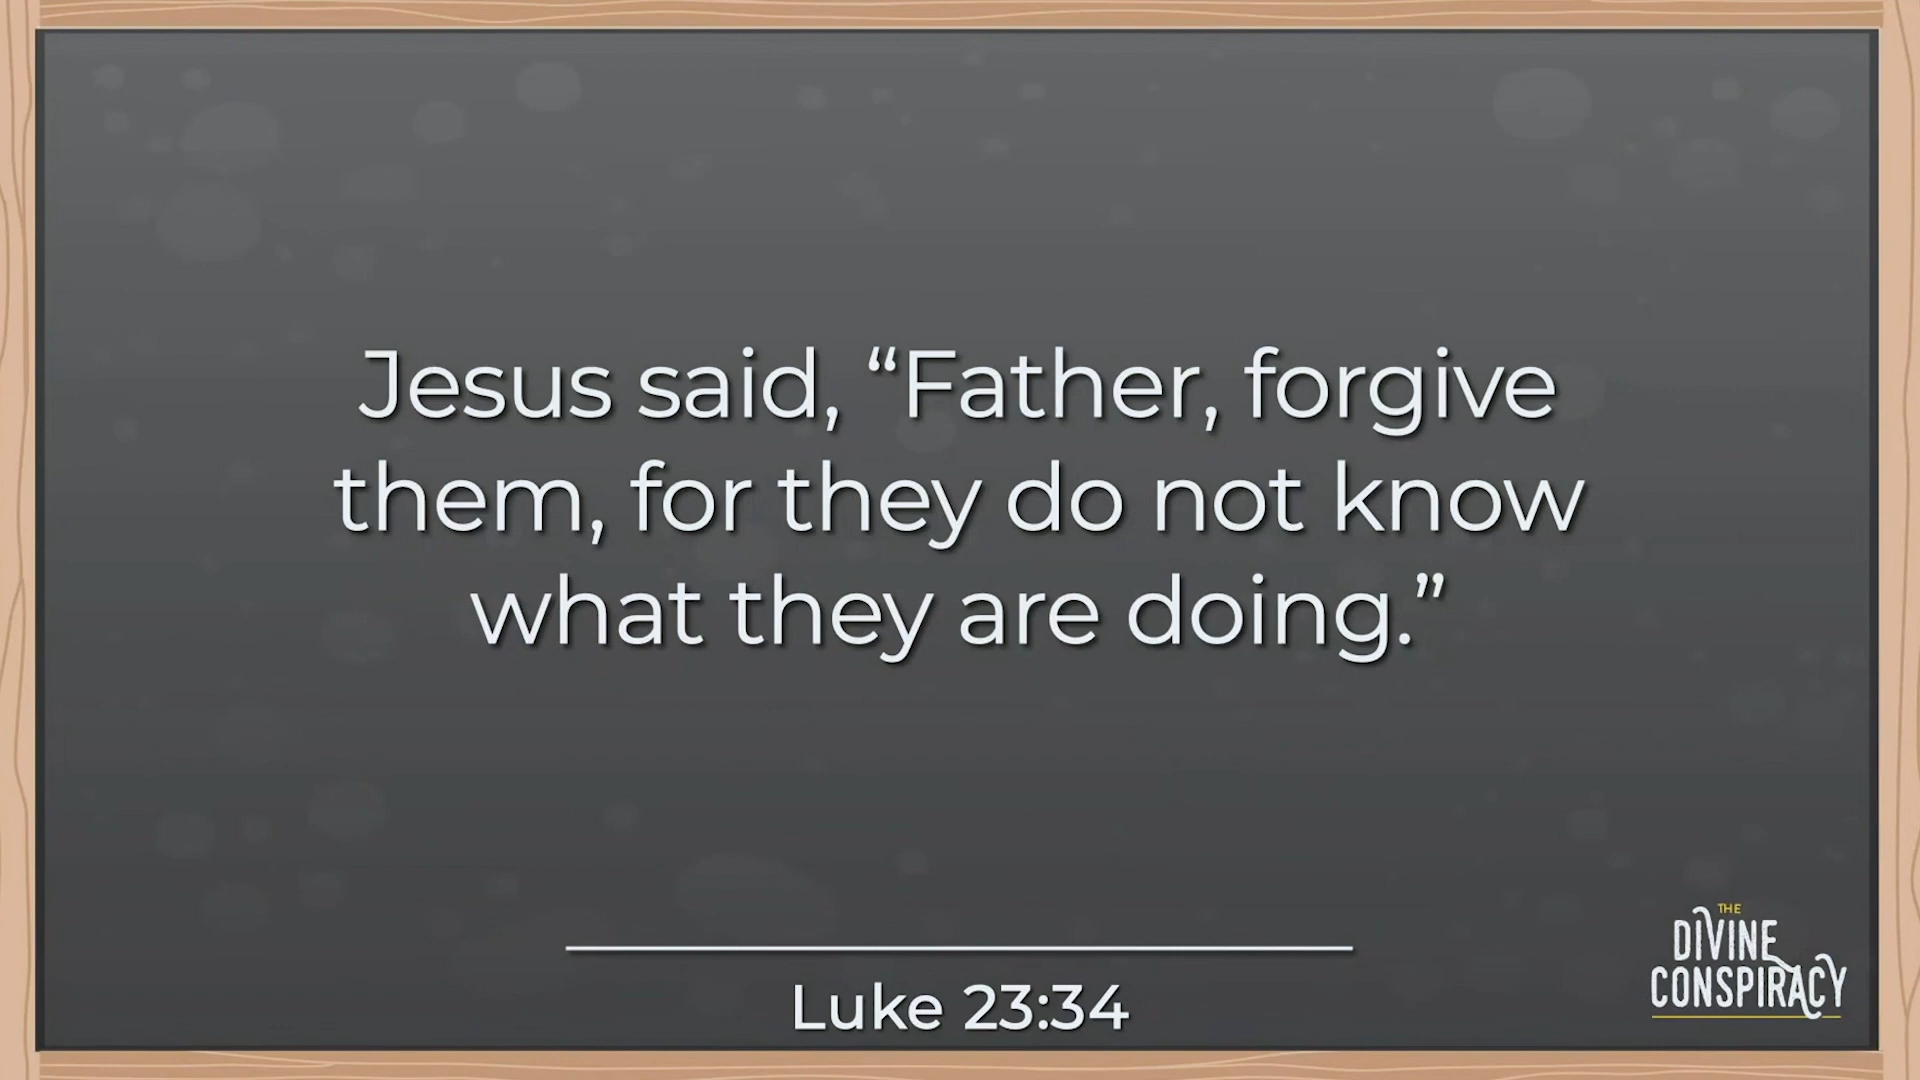 Jesus said, “Father, forgive
them, for they do not know
what they are doing.”
Luke 23:34
THE
DIVINE
CONSPIRACY